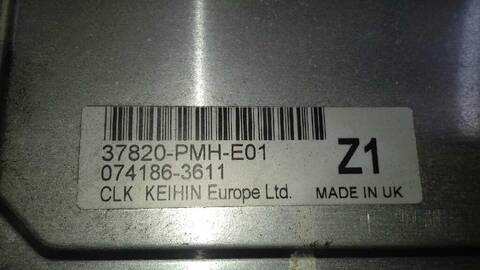 37820-PMH-E01
074186-3611
Z1
CLK KEIHIN Europe Ltd. MADE IN UK